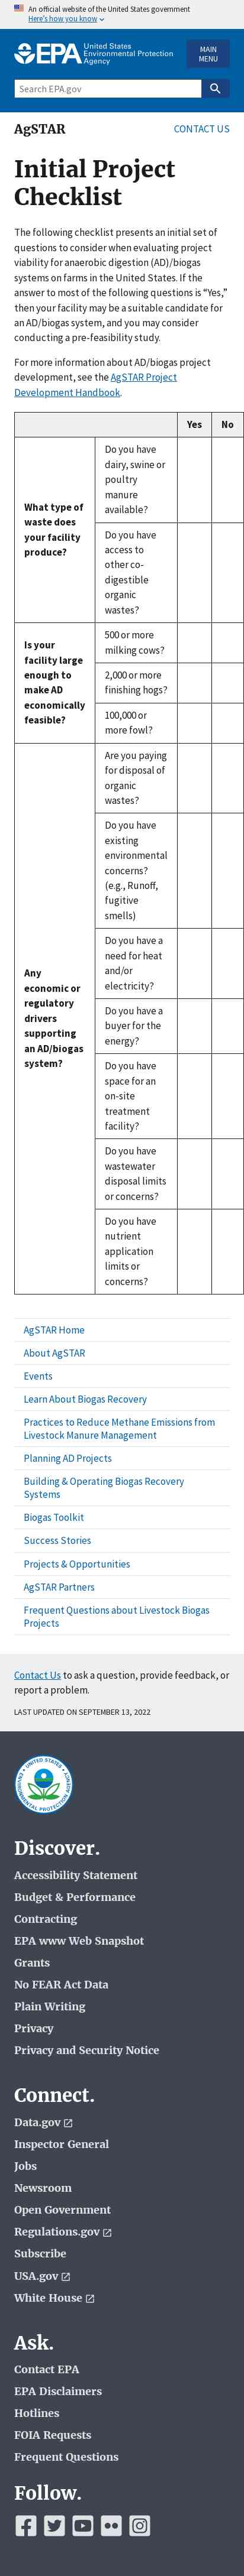 An official website of the United States government
Here's how you know
EPA United States
Environmental Protection
Agency
MAIN
MENU
Search EPA.gov
AgSTAR
CONTACT US
Initial Project
Checklist
The following checklist presents an initial set of
questions to consider when evaluating project
viability for anaerobic digestion (AD)/biogas
systems on farms in the United States. If the
answer to most of the following questions is “Yes,”
then your facility may be a suitable candidate for
an AD/biogas system, and you may consider
conducting a pre-feasibility study.
For more information about AD/biogas project
development, see the AgSTAR Project
Development Handbook.
Yes No
What type of
waste does
your facility
produce?
Do you have
dairy, swine or
poultry
manure
available?
Do you have
access to
other co-
digestible
organic
wastes?
Is your
facility large
enough to
make AD
economically
feasible?
500 or more
milking cows?
2,000 or more
finishing hogs?
100,000 or
more fowl?
Any
economic or
regulatory
drivers
supporting
an AD/biogas
system?
Are you paying
for disposal of
organic
wastes?
Do you have
existing
environmental
concerns?
(e.g., Runoff,
fugitive
smells)
Do you have a
need for heat
and/or
electricity?
Do you have a
buyer for the
energy?
Do you have
space for an
on-site
treatment
facility?
Do you have
wastewater
disposal limits
or concerns?
Do you have
nutrient
application
limits or
concerns?
AgSTAR Home
About AgSTAR
Events
Learn About Biogas Recovery
Practices to Reduce Methane Emissions from
Livestock Manure Management
Planning AD Projects
Building & Operating Biogas Recovery
Systems
Biogas Toolkit
Success Stories
Projects & Opportunities
AgSTAR Partners
Frequent Questions about Livestock Biogas
Projects
Contact Us to ask a question, provide feedback, or
report a problem.
LAST UPDATED ON SEPTEMBER 13, 2022
UNITED STATES
ENVIRONMENTAL PROTECTION AGENCY
Discover.
Accessibility Statement
Budget & Performance
Contracting
EPA www Web Snapshot
Grants
No FEAR Act Data
Plain Writing
Privacy
Privacy and Security Notice
Connect.
Data.gov
Inspector General
Jobs
Newsroom
Open Government
Regulations.gov
Subscribe
USA.gov
White House
Ask.
Contact EPA
EPA Disclaimers
Hotlines
FOIA Requests
Frequent Questions
Follow.